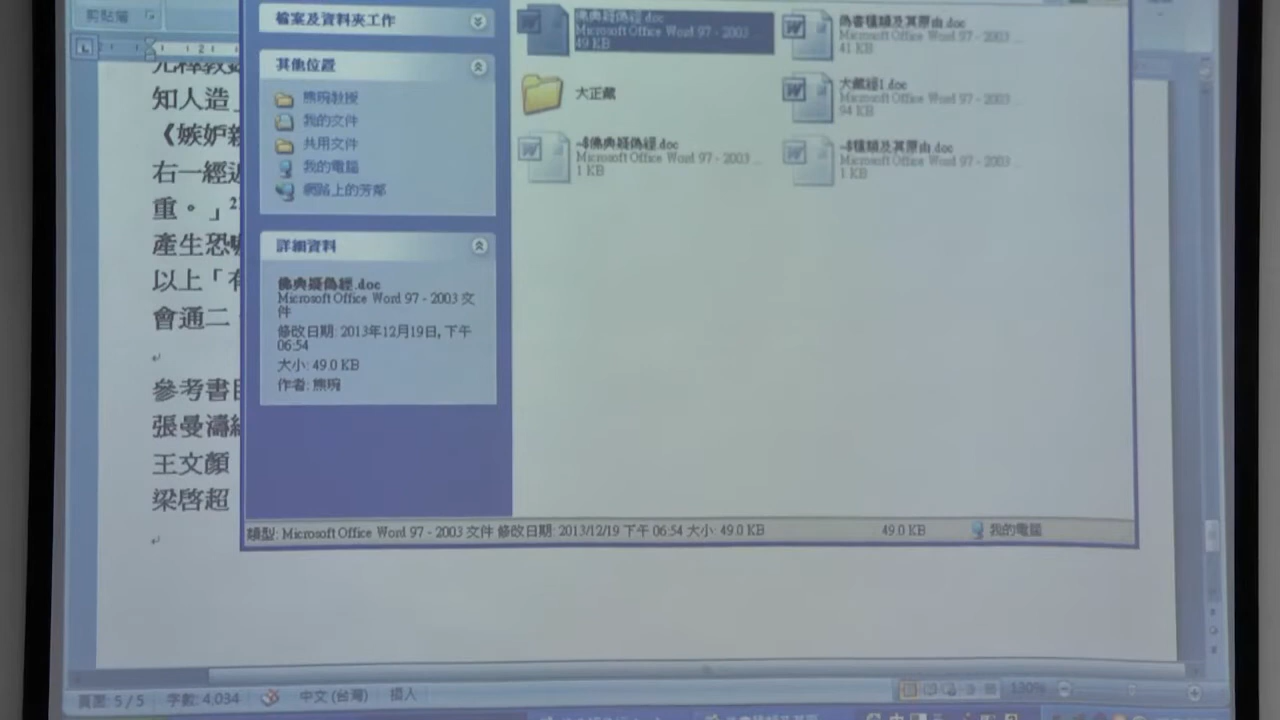 剪貼簿
檔案及資料夾工作
其他位置
熊琬教授
我的文件
共用文件
我的電腦
網路上的芳鄰
詳細資料
佛典疑偽經.doc
Microsoft Office Word 97 - 2003 文
件
修改日期: 2013年12月19日, 下午
06:54
大小: 49.0 KB
作者: 熊琬
佛典疑偽經.doc
Microsoft Office Word 97 - 2003 ...
49 KB
偽書種類及其原由.doc
Microsoft Office Word 97 - 2003 ...
41 KB
大正藏
大藏經1.doc
Microsoft Office Word 97 - 2003 ...
94 KB
~$佛典疑偽經.doc
Microsoft Office Word 97 - 2003 ...
1 KB
~$種類及其原由.doc
Microsoft Office Word 97 - 2003 ...
1 KB
類型: Microsoft Office Word 97 - 2003 文件 修改日期: 2013/12/19 下午 06:54 大小: 49.0 KB
49.0 KB
我的電腦
知人造」
《嫉妒
右一經
重。」2
產生恐
以上「
會通二
參考書
張曼濤
王文顏
梁啓超
頁面: 5 / 5
字數: 4,034
中文 (台灣)
插入
130%